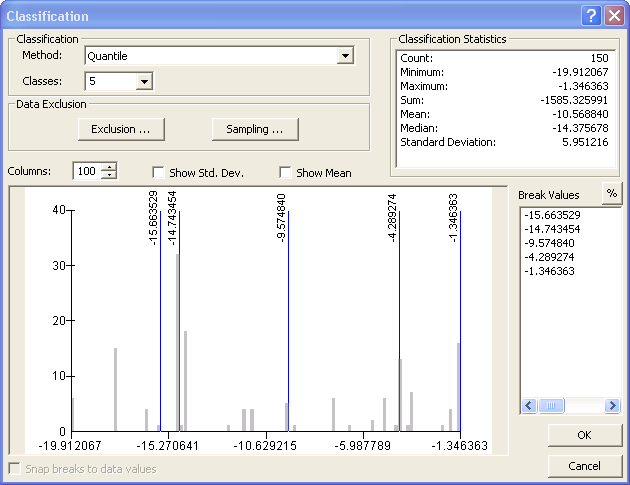 Classification
Classification
Method: Quantile
Classes: 5
Data Exclusion
Exclusion ...
Sampling ...
Classification Statistics
Count: 150
Minimum: -19.912067
Maximum: -1.346363
Sum: -1585.325991
Mean: -10.568840
Median: -14.375678
Standard Deviation: 5.951216
Columns: 100
Show Std. Dev.
Show Mean
Break Values
%
-15.663529
-14.743454
-9.574840
-4.289274
-1.346363
-15.663529
-14.743454
-9.574840
-4.289274
-1.346363
40
30
20
10
0
-19.912067 -15.270641 -10.629215 -5.987789 -1.346363
Snap breaks to data values
OK
Cancel